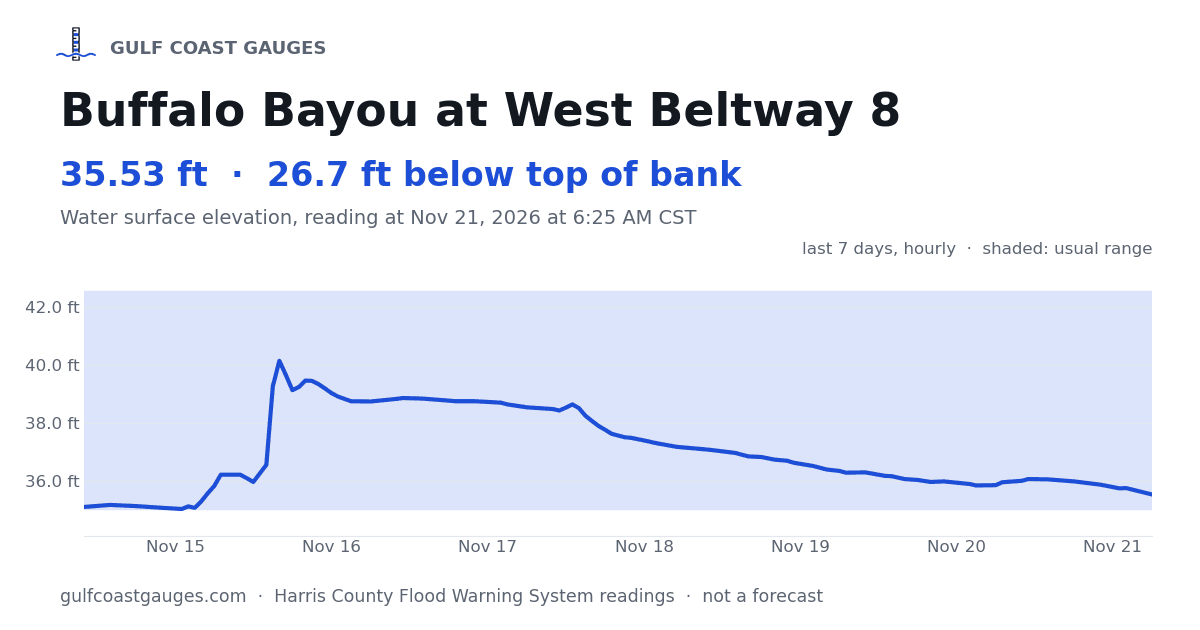 GULF COAST GAUGES
Buffalo Bayou at West Beltway 8
35.53 ft · 26.7 ft below top of bank
Water surface elevation, reading at Nov 21, 2026 at 6:25 AM CST
last 7 days, hourly · shaded: usual range
42.0 ft
40.0 ft
38.0 ft
36.0 ft
Nov 15 Nov 16 Nov 17 Nov 18 Nov 19 Nov 20 Nov 21
gulfcoastgauges.com · Harris County Flood Warning System readings · not a forecast